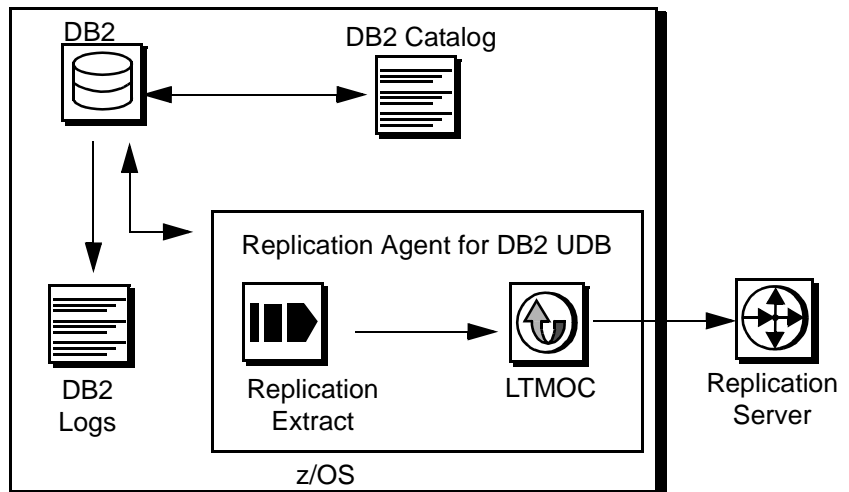 DB2
DB2 Catalog
Replication Agent for DB2 UDB
DB2
Logs
Replication
Extract
LTMOC
Replication
Server
z/OS